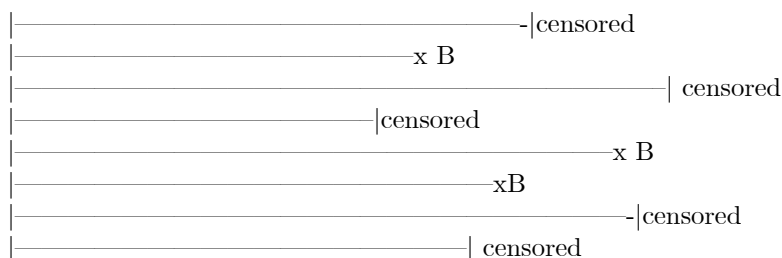 |——————————————————-|censored
|———————————————x B
|————————————————————————| censored
|—————————————|censored
|——————————————————————x B
|——————————————————xB
|———————————————————————-|censored
|—————————————————| censored